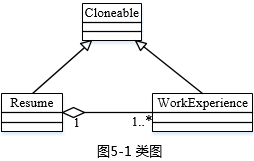 Cloneable
Resume
WorkExperience
1
1..*
图5-1 类图